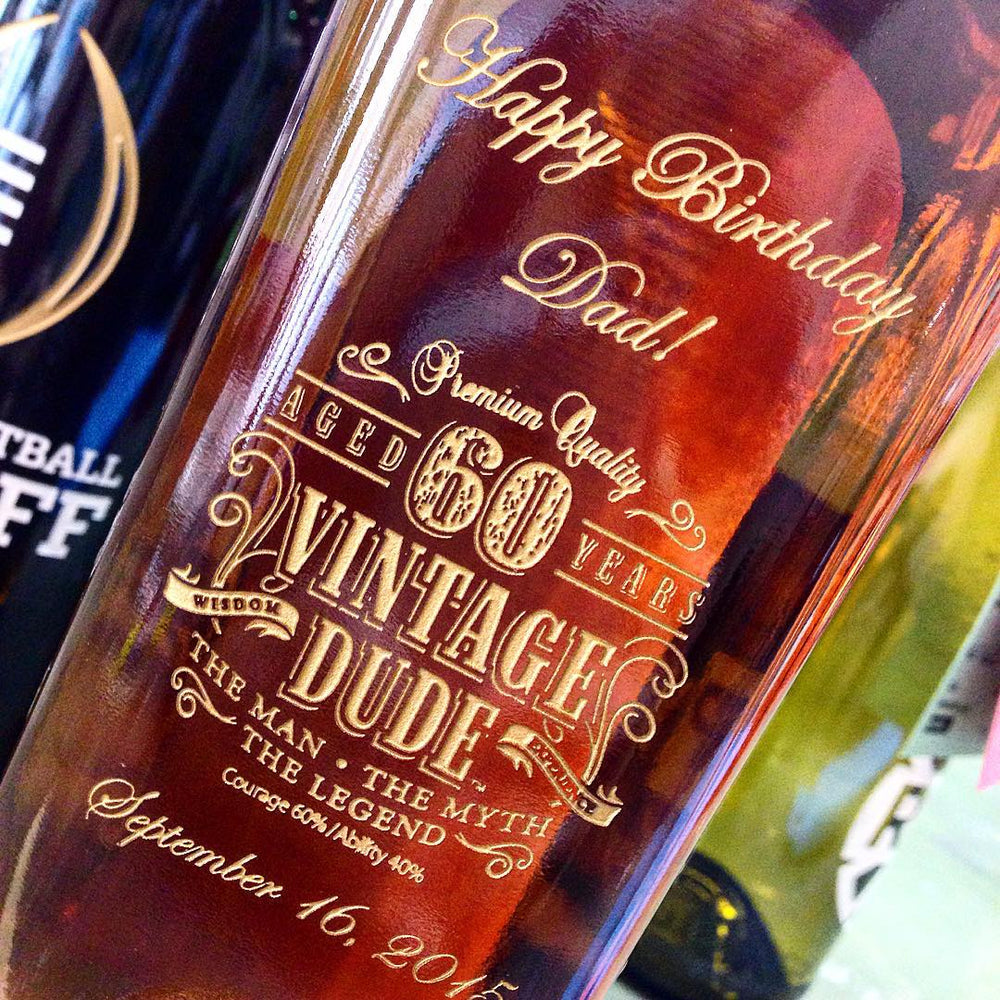 Happy Birthday
Dad!
Premium Quality
AGED 60 YEARS
VINTAGE
DUDE™
WISDOM
THE MAN • THE MYTH
THE LEGEND
Courage 60% / Ability 40%
September 16, 2015
TBALL
FF